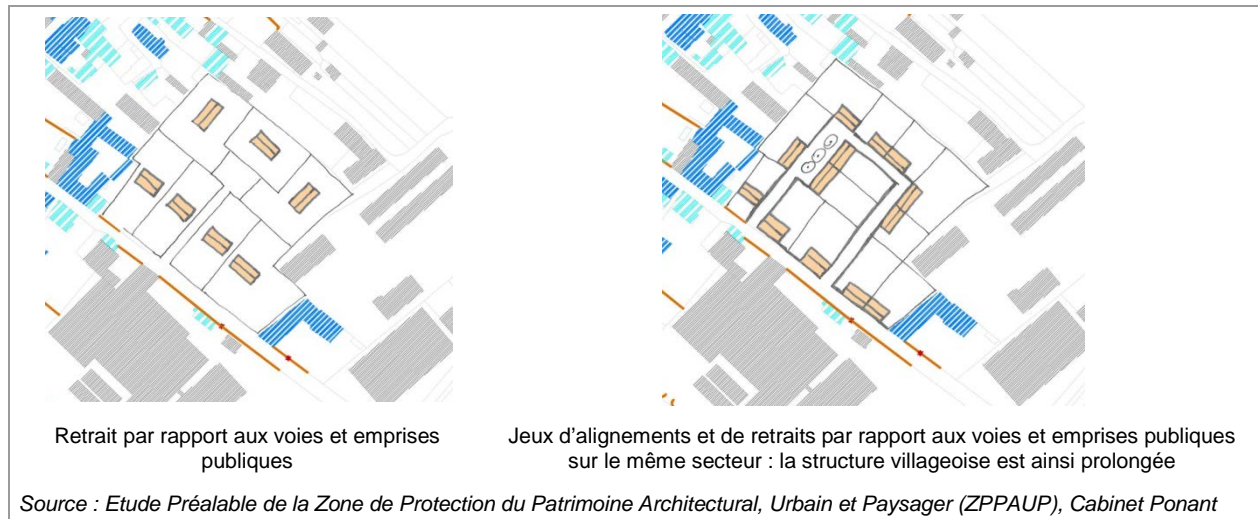 Retrait par rapport aux voies et emprises
publiques
Jeux d’alignements et de retraits par rapport aux voies et emprises publiques
sur le même secteur : la structure villageoise est ainsi prolongée
Source : Etude Préalable de la Zone de Protection du Patrimoine Architectural, Urbain et Paysager (ZPPAUP), Cabinet Ponant